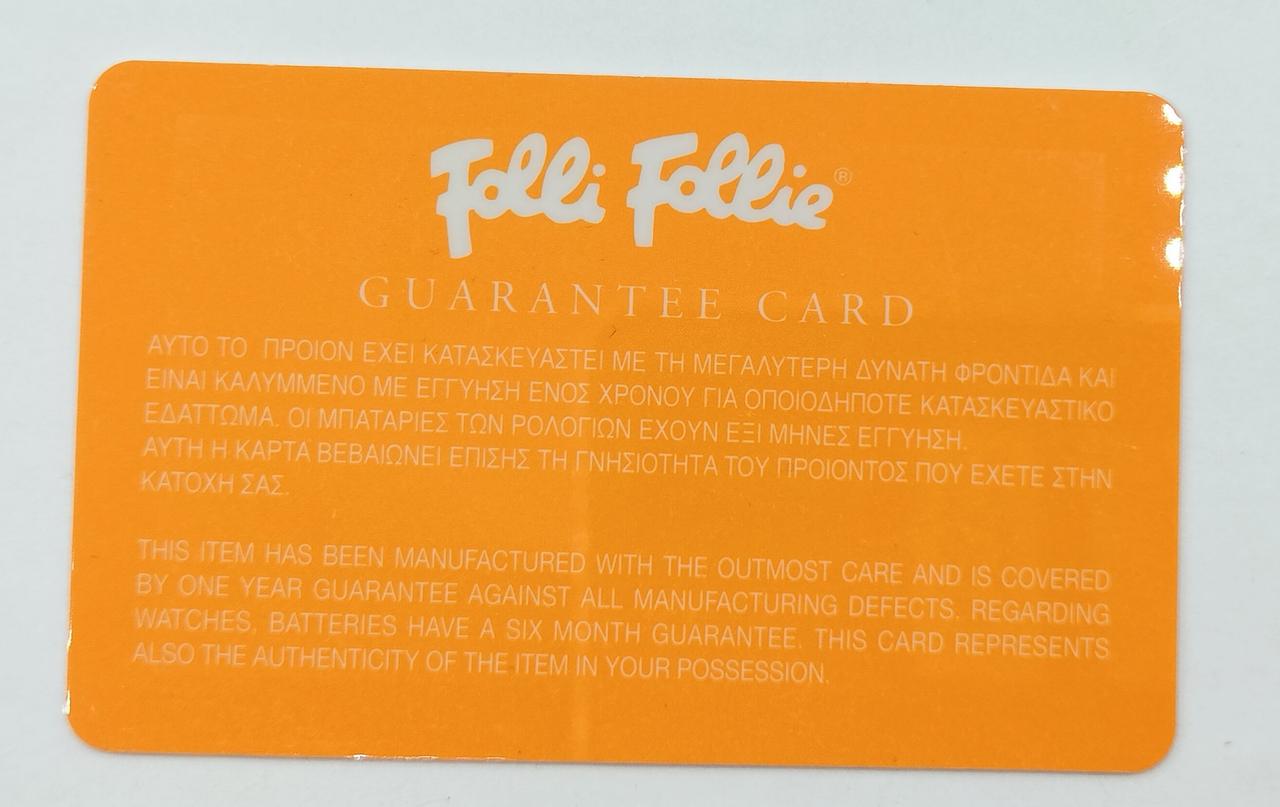 Folli Follie®
GUARANTEE CARD
ΑΥΤΟ ΤΟ ΠΡΟΙΟΝ ΕΧΕΙ ΚΑΤΑΣΚΕΥΑΣΤΕΙ ΜΕ ΤΗ ΜΕΓΑΛΥΤΕΡΗ ΔΥΝΑΤΗ ΦΡΟΝΤΙΔΑ ΚΑΙ
ΕΙΝΑΙ ΚΑΛΥΜΜΕΝΟ ΜΕ ΕΓΓΥΗΣΗ ΕΝΟΣ ΧΡΟΝΟΥ ΓΙΑ ΟΠΟΙΟΔΗΠΟΤΕ ΚΑΤΑΣΚΕΥΑΣΤΙΚΟ
ΕΔΑΤΤΩΜΑ. ΟΙ ΜΠΑΤΑΡΙΕΣ ΤΩΝ ΡΟΛΟΓΙΩΝ ΕΧΟΥΝ ΕΞΙ ΜΗΝΕΣ ΕΓΓΥΗΣΗ.
ΑΥΤΗ Η ΚΑΡΤΑ ΒΕΒΑΙΩΝΕΙ ΕΠΙΣΗΣ ΤΗ ΓΝΗΣΙΟΤΗΤΑ ΤΟΥ ΠΡΟΙΟΝΤΟΣ ΠΟΥ ΕΧΕΤΕ ΣΤΗΝ
ΚΑΤΟΧΗ ΣΑΣ.
THIS ITEM HAS BEEN MANUFACTURED WITH THE OUTMOST CARE AND IS COVERED
BY ONE YEAR GUARANTEE AGAINST ALL MANUFACTURING DEFECTS. REGARDING
WATCHES, BATTERIES HAVE A SIX MONTH GUARANTEE. THIS CARD REPRESENTS
ALSO THE AUTHENTICITY OF THE ITEM IN YOUR POSSESSION.